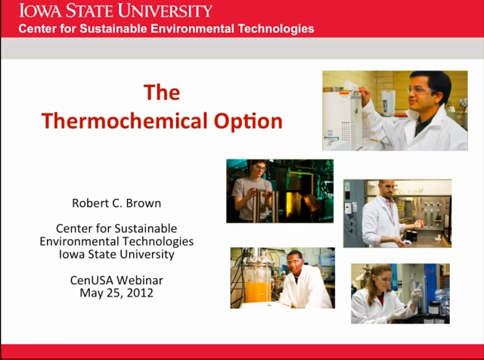 IOWA STATE UNIVERSITY
Center for Sustainable Environmental Technologies
The
Thermochemical Option
Robert C. Brown
Center for Sustainable
Environmental Technologies
Iowa State University
CenUSA Webinar
May 25, 2012